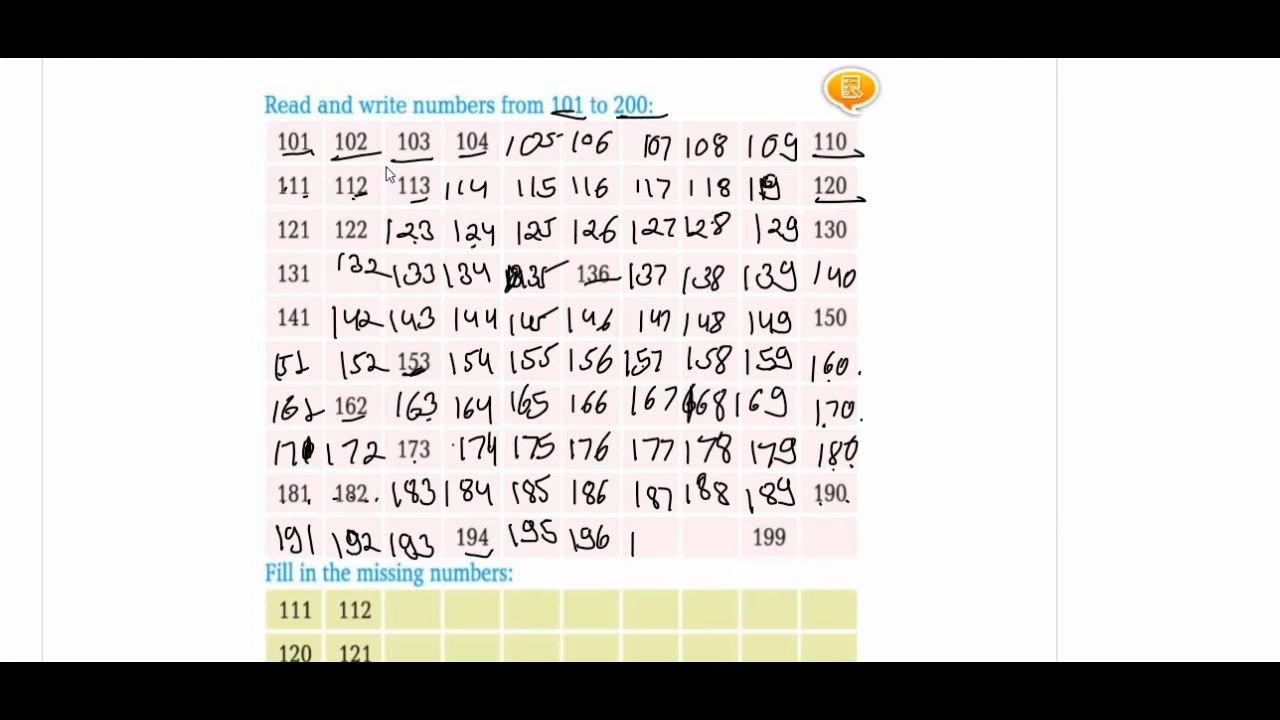 Read and write numbers from 101 to 200:
101 102 103 104 105 106 107 108 109 110
111 112 113 114 115 116 117 118 119 120
121 122 123 124 125 126 127 128 129 130
131 132 133 134 135 136 137 138 139 140
141 142 143 144 145 146 147 148 149 150
151 152 153 154 155 156 157 158 159 160.
161 162 163 164 165 166 167 168 169 170.
171 172 173 174 175 176 177 178 179 180
181 182. 183 184 185 186 187 188 189 190.
191 192 193 194 195 196 1 199
Fill in the missing numbers:
111 112
120 121